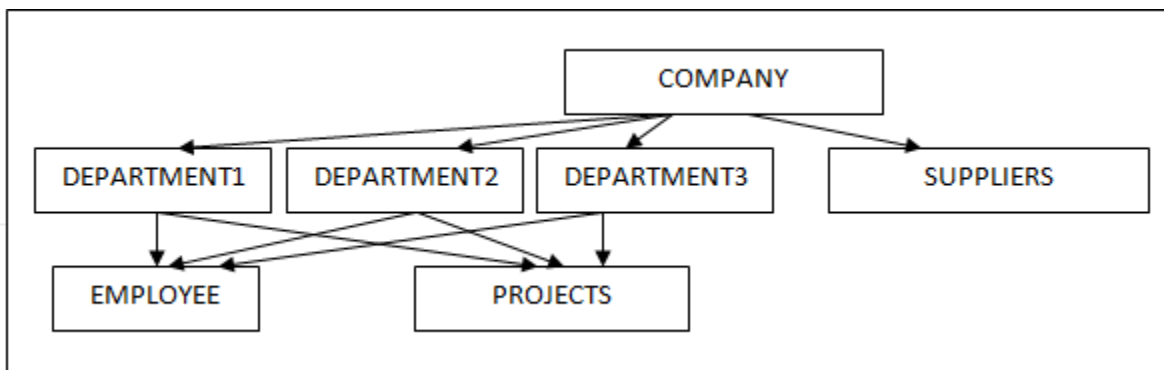 COMPANY
DEPARTMENT1
DEPARTMENT2
DEPARTMENT3
SUPPLIERS
EMPLOYEE
PROJECTS